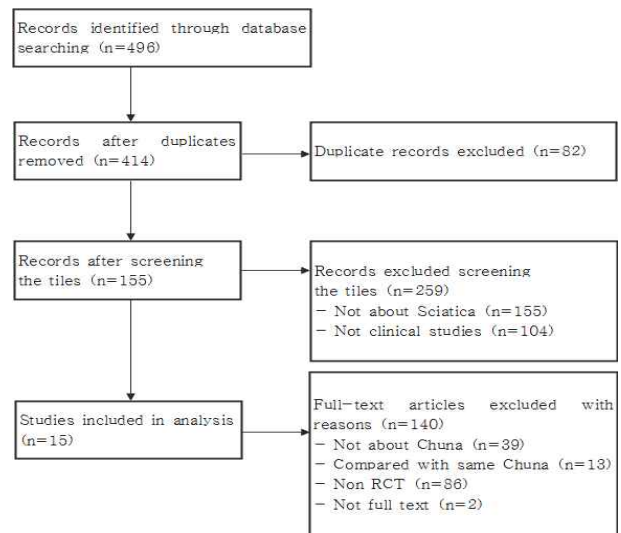 Records identified through database
searching (n=496)
Records after duplicates
removed (n=414)
Duplicate records excluded (n=82)
Records after screening
the tiles (n=155)
Records excluded screening
the tiles (n=259)
- Not about Sciatica (n=155)
- Not clinical studies (n=104)
Studies included in analysis
(n=15)
Full-text articles excluded with
reasons (n=140)
- Not about Chuna (n=39)
- Compared with same Chuna (n=13)
- Non RCT (n=86)
- Not full text (n=2)